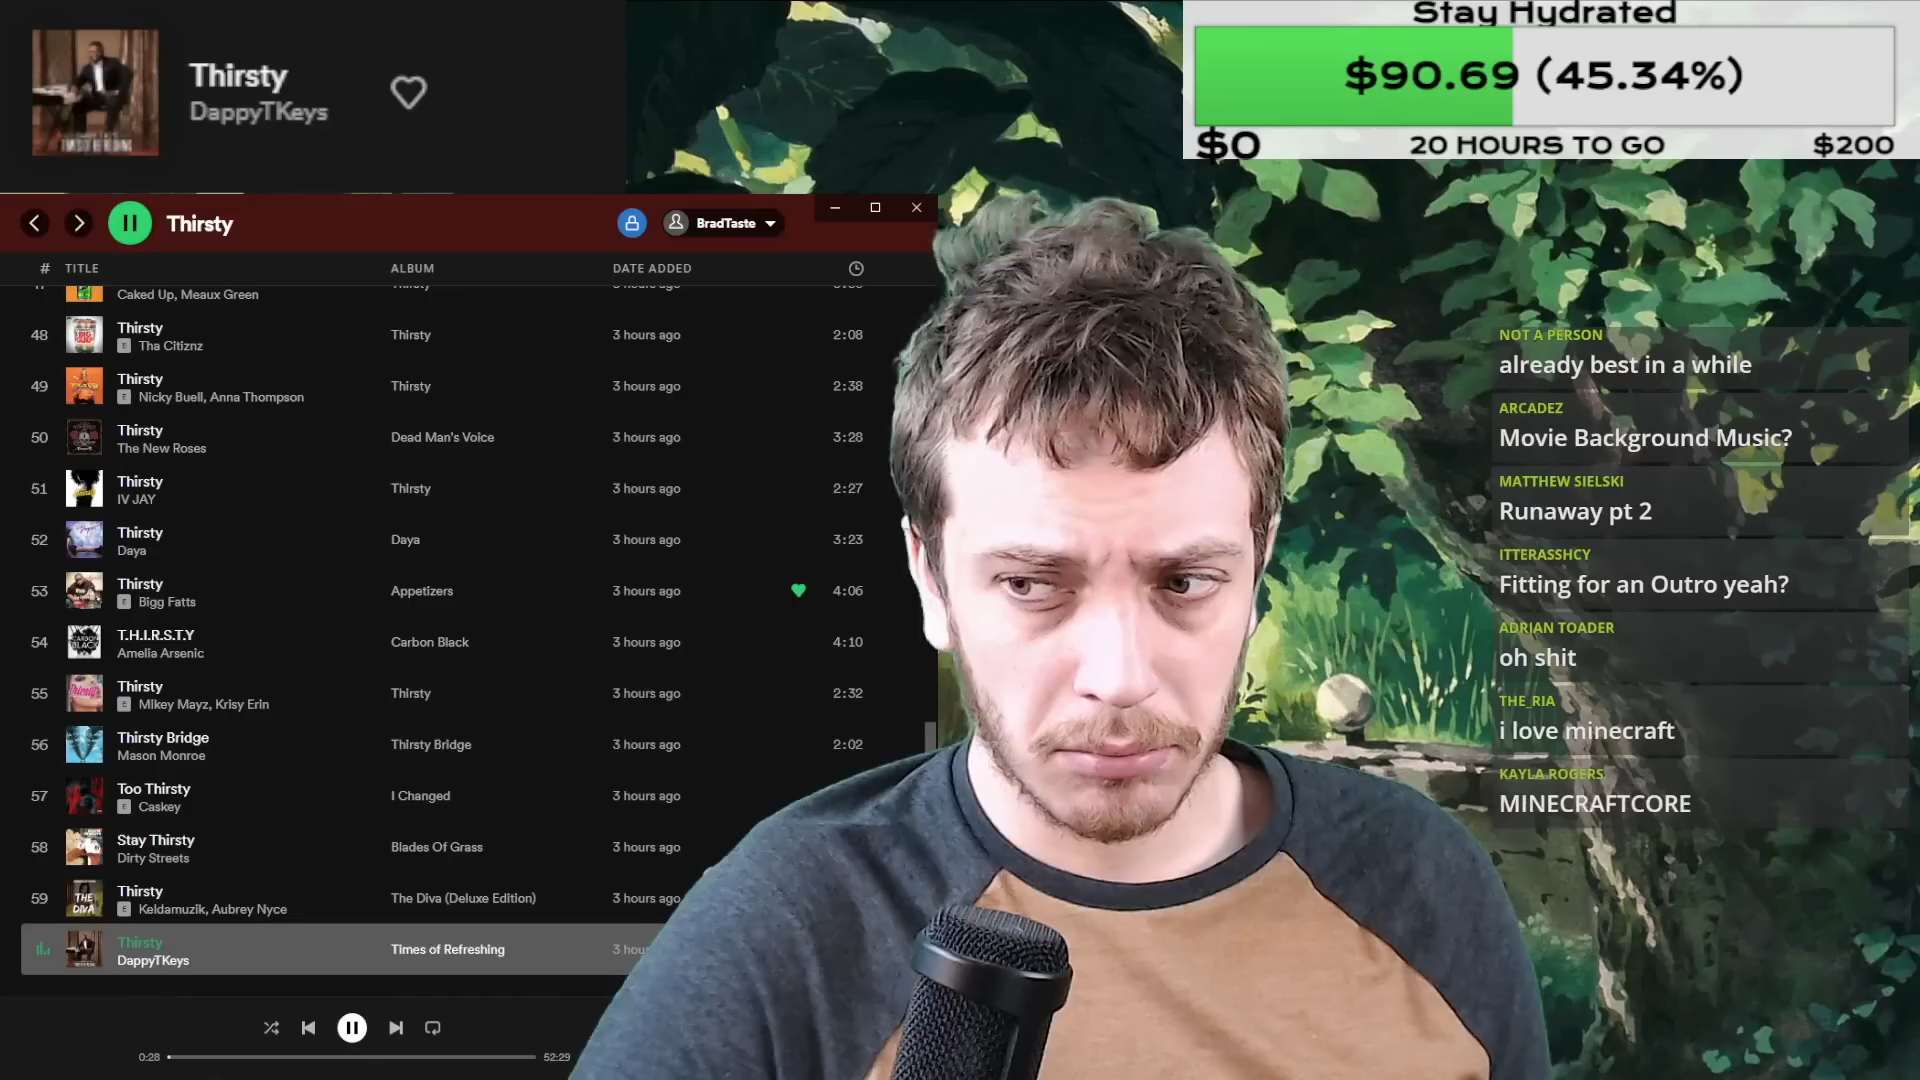 Thirsty
DappyTKeys
Stay Hydrated
$90.69 (45.34%)
$0
20 HOURS TO GO
$200
Thirsty
BradTaste
# TITLE ALBUM DATE ADDED
Caked Up, Meaux Green
48 Thirsty Thirsty 3 hours ago 2:08
E Tha Citiznz
49 Thirsty Thirsty 3 hours ago 2:38
E Nicky Buell, Anna Thompson
50 Thirsty Dead Man's Voice 3 hours ago 3:28
The New Roses
51 Thirsty Thirsty 3 hours ago 2:27
IV JAY
52 Thirsty Daya 3 hours ago 3:23
Daya
53 Thirsty Appetizers 3 hours ago 4:06
E Bigg Fatts
54 T.H.I.R.S.T.Y Carbon Black 3 hours ago 4:10
Amelia Arsenic
55 Thirsty Thirsty 3 hours ago 2:32
E Mikey Mayz, Krisy Erin
56 Thirsty Bridge Thirsty Bridge 3 hours ago 2:02
Mason Monroe
57 Too Thirsty I Changed 3 hours ago
E Caskey
58 Stay Thirsty Blades Of Grass 3 hours ago
Dirty Streets
59 Thirsty The Diva (Deluxe Edition) 3 hours ago
E Keldamuzik, Aubrey Nyce
Thirsty Times of Refreshing 3 hou
DappyTKeys
0:28 52:29
NOT A PERSON
already best in a while
ARCADEZ
Movie Background Music?
MATTHEW SIELSKI
Runaway pt 2
ITTERASSHCY
Fitting for an Outro yeah?
ADRIAN TOADER
oh shit
THE_RIA
i love minecraft
KAYLA ROGERS
MINECRAFTCORE